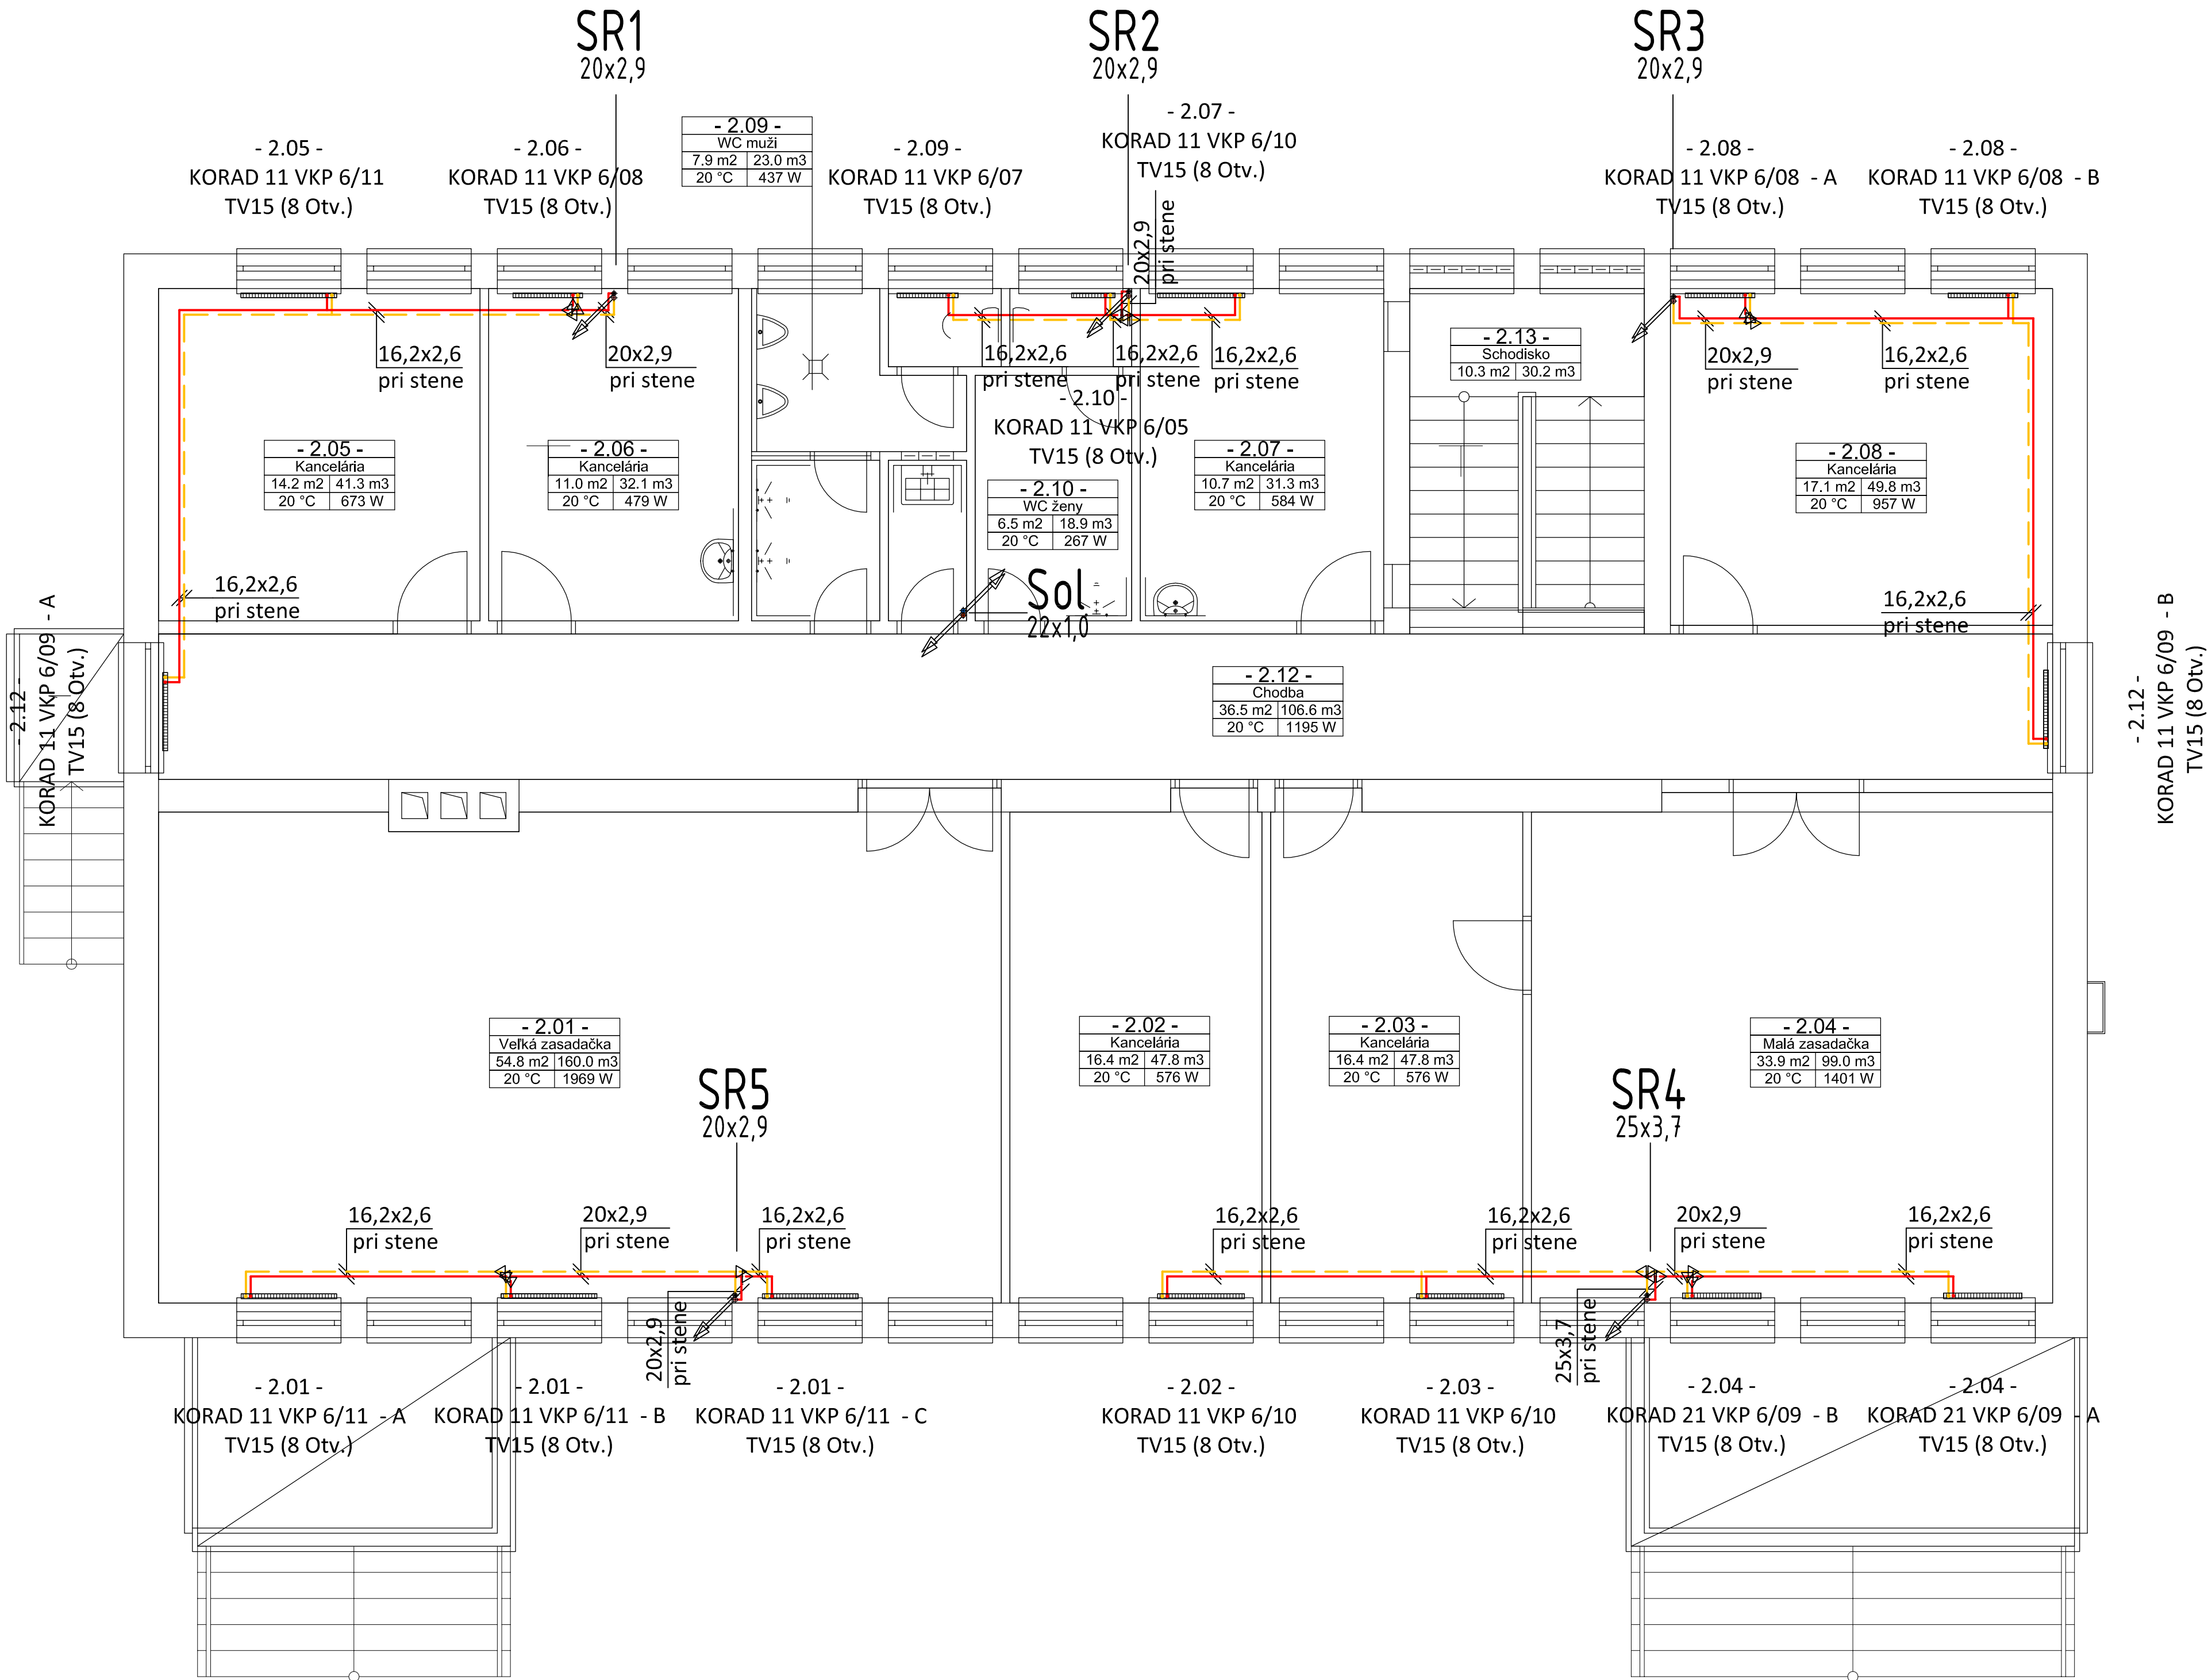 SR1
20x2,9
SR2
20x2,9
SR3
20x2,9
- 2.05 -
KORAD 11 VKP 6/11
TV15 (8 Otv.)
- 2.06 -
KORAD 11 VKP 6/08
TV15 (8 Otv.)
- 2.09 -
WC muži
7.9 m2 23.0 m3
20 °C 437 W
- 2.09 -
KORAD 11 VKP 6/07
TV15 (8 Otv.)
- 2.07 -
KORAD 11 VKP 6/10
TV15 (8 Otv.)
20x2,9
pri stene
- 2.08 -
KORAD 11 VKP 6/08 - A
TV15 (8 Otv.)
- 2.08 -
KORAD 11 VKP 6/08 - B
TV15 (8 Otv.)
16,2x2,6
pri stene
20x2,9
pri stene
16,2x2,6
pri stene
16,2x2,6
pri stene
16,2x2,6
pri stene
- 2.13 -
Schodisko
10.3 m2 30.2 m3
20x2,9
pri stene
16,2x2,6
pri stene
- 2.10 -
KORAD 11 VKP 6/05
TV15 (8 Otv.)
- 2.05 -
Kancelária
14.2 m2 41.3 m3
20 °C 673 W
- 2.06 -
Kancelária
11.0 m2 32.1 m3
20 °C 479 W
- 2.10 -
WC ženy
6.5 m2 18.9 m3
20 °C 267 W
- 2.07 -
Kancelária
10.7 m2 31.3 m3
20 °C 584 W
- 2.08 -
Kancelária
17.1 m2 49.8 m3
20 °C 957 W
16,2x2,6
pri stene
Sol.
22x1,0
16,2x2,6
pri stene
- 2.12 -
KORAD 11 VKP 6/09 - A
TV15 (8 Otv.)
- 2.12 -
Chodba
36.5 m2 106.6 m3
20 °C 1195 W
- 2.12 -
KORAD 11 VKP 6/09 - B
TV15 (8 Otv.)
- 2.01 -
Veľká zasadačka
54.8 m2 160.0 m3
20 °C 1969 W
- 2.02 -
Kancelária
16.4 m2 47.8 m3
20 °C 576 W
- 2.03 -
Kancelária
16.4 m2 47.8 m3
20 °C 576 W
- 2.04 -
Malá zasadačka
33.9 m2 99.0 m3
20 °C 1401 W
SR5
20x2,9
SR4
25x3,7
16,2x2,6
pri stene
20x2,9
pri stene
16,2x2,6
pri stene
16,2x2,6
pri stene
16,2x2,6
pri stene
20x2,9
pri stene
16,2x2,6
pri stene
20x2,9
pri stene
25x3,7
pri stene
- 2.01 -
KORAD 11 VKP 6/11 - A
TV15 (8 Otv.)
- 2.01 -
KORAD 11 VKP 6/11 - B
TV15 (8 Otv.)
- 2.01 -
KORAD 11 VKP 6/11 - C
TV15 (8 Otv.)
- 2.02 -
KORAD 11 VKP 6/10
TV15 (8 Otv.)
- 2.03 -
KORAD 11 VKP 6/10
TV15 (8 Otv.)
- 2.04 -
KORAD 21 VKP 6/09 - B
TV15 (8 Otv.)
- 2.04 -
KORAD 21 VKP 6/09 - A
TV15 (8 Otv.)